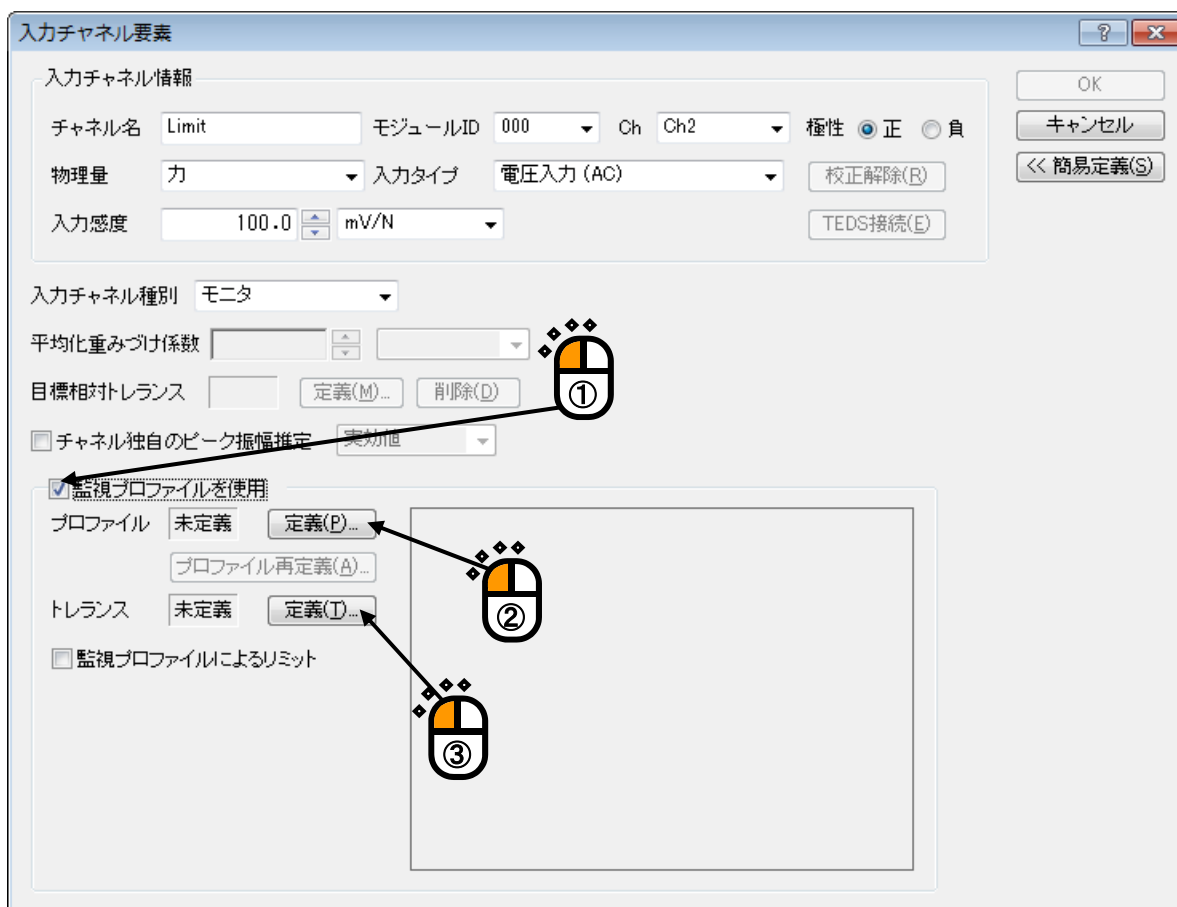 入力チャネル要素
入力チャネル情報
OK
チャネル名 Limit モジュールID 000 Ch Ch2 極性 正 負
キャンセル
物理量 力 入力タイプ 電圧入力 (AC) 校正解除(R)
<< 簡易定義(S)
入力感度 100.0 mV/N TEDS接続(E)
入力チャネル種別 モニタ
平均化重みづけ係数
目標相対トレランス 定義(M)... 削除(D)
①
チャネル独自のピーク振幅推定 実効値
監視プロファイルを使用
プロファイル 未定義 定義(P)...
プロファイル再定義(A)...
②
トレランス 未定義 定義(T)...
監視プロファイルによるリミット
③